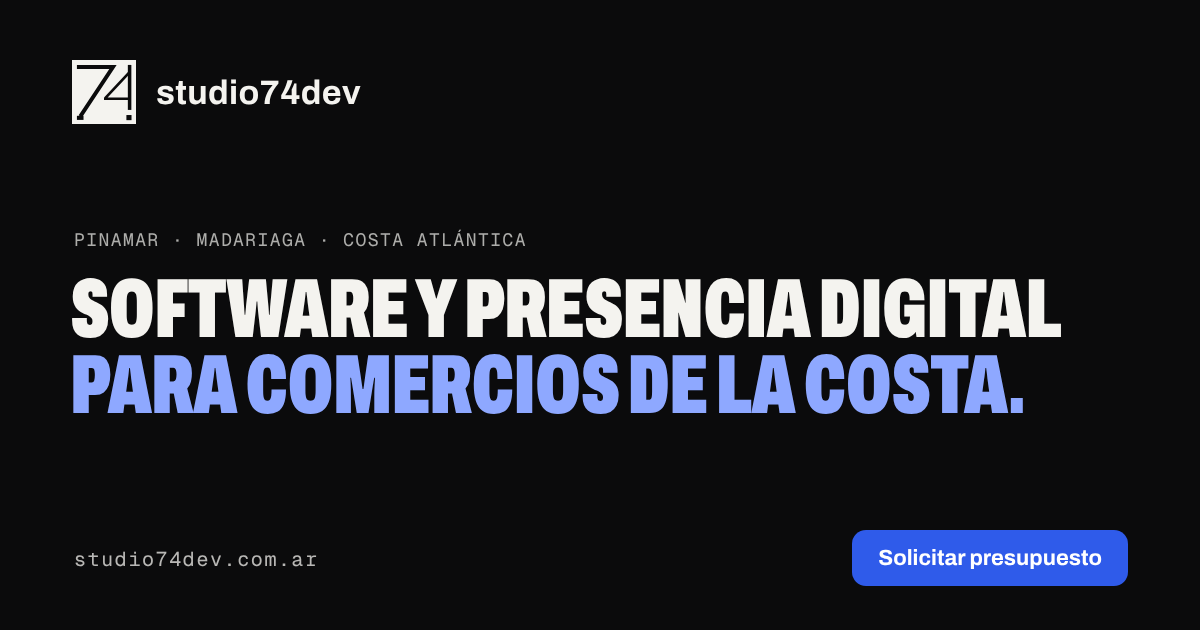 74
studio74dev
PINAMAR · MADARIAGA · COSTA ATLÁNTICA
SOFTWARE Y PRESENCIA DIGITAL
PARA COMERCIOS DE LA COSTA.
studio74dev.com.ar
Solicitar presupuesto